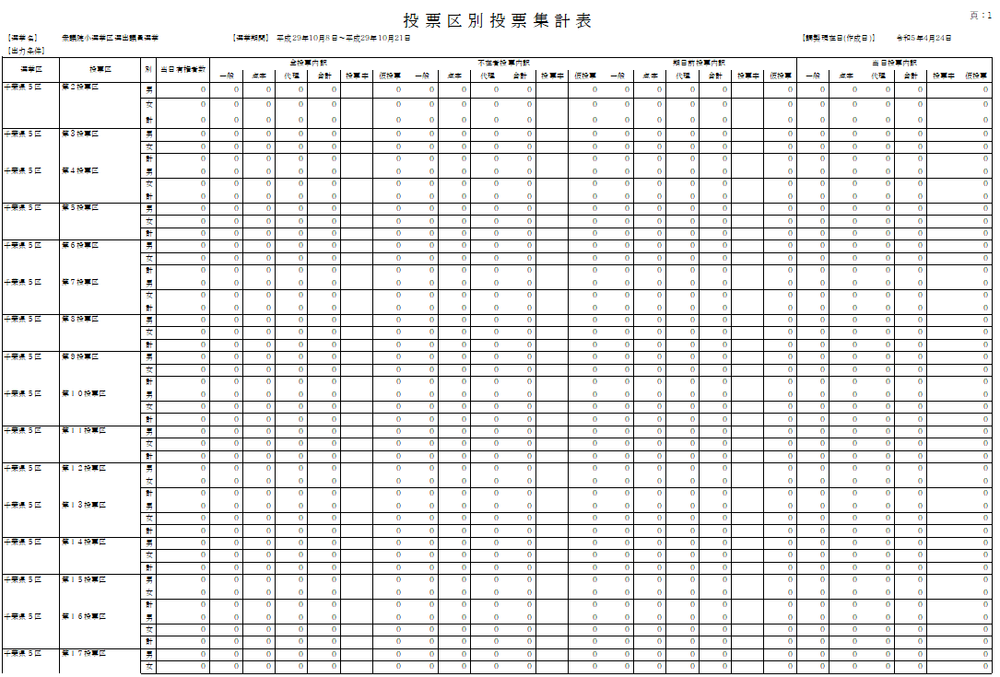 頁：1
投票区別投票集計表
【選挙名】 衆議院小選挙区選出議員選挙 【選挙期間】 平成29年10月8日～平成29年10月21日 【調製現在日(作成日)】 令和5年4月24日
【出力条件】
選挙区 投票区 別 当日有権者数 全投票内訳 不在者投票内訳 期日前投票内訳 当日投票内訳
一般 点字 代理 合計 投票中 仮投票 一般 点字 代理 合計 投票中 仮投票 一般 点字 代理 合計 投票中 仮投票 一般 点字 代理 合計 投票中 仮投票
千葉県５区 第２投票区 男 0 0 0 0 0 0 0 0 0 0 0 0 0 0 0 0 0 0 0 0 0
女 0 0 0 0 0 0 0 0 0 0 0 0 0 0 0 0 0 0 0 0 0
計 0 0 0 0 0 0 0 0 0 0 0 0 0 0 0 0 0 0 0 0 0
千葉県５区 第３投票区 男 0 0 0 0 0 0 0 0 0 0 0 0 0 0 0 0 0 0 0 0 0
女 0 0 0 0 0 0 0 0 0 0 0 0 0 0 0 0 0 0 0 0 0
計 0 0 0 0 0 0 0 0 0 0 0 0 0 0 0 0 0 0 0 0 0
千葉県５区 第４投票区 男 0 0 0 0 0 0 0 0 0 0 0 0 0 0 0 0 0 0 0 0 0
女 0 0 0 0 0 0 0 0 0 0 0 0 0 0 0 0 0 0 0 0 0
計 0 0 0 0 0 0 0 0 0 0 0 0 0 0 0 0 0 0 0 0 0
千葉県５区 第５投票区 男 0 0 0 0 0 0 0 0 0 0 0 0 0 0 0 0 0 0 0 0 0
女 0 0 0 0 0 0 0 0 0 0 0 0 0 0 0 0 0 0 0 0 0
計 0 0 0 0 0 0 0 0 0 0 0 0 0 0 0 0 0 0 0 0 0
千葉県５区 第６投票区 男 0 0 0 0 0 0 0 0 0 0 0 0 0 0 0 0 0 0 0 0 0
女 0 0 0 0 0 0 0 0 0 0 0 0 0 0 0 0 0 0 0 0 0
計 0 0 0 0 0 0 0 0 0 0 0 0 0 0 0 0 0 0 0 0 0
千葉県５区 第７投票区 男 0 0 0 0 0 0 0 0 0 0 0 0 0 0 0 0 0 0 0 0 0
女 0 0 0 0 0 0 0 0 0 0 0 0 0 0 0 0 0 0 0 0 0
計 0 0 0 0 0 0 0 0 0 0 0 0 0 0 0 0 0 0 0 0 0
千葉県５区 第８投票区 男 0 0 0 0 0 0 0 0 0 0 0 0 0 0 0 0 0 0 0 0 0
女 0 0 0 0 0 0 0 0 0 0 0 0 0 0 0 0 0 0 0 0 0
計 0 0 0 0 0 0 0 0 0 0 0 0 0 0 0 0 0 0 0 0 0
千葉県５区 第９投票区 男 0 0 0 0 0 0 0 0 0 0 0 0 0 0 0 0 0 0 0 0 0
女 0 0 0 0 0 0 0 0 0 0 0 0 0 0 0 0 0 0 0 0 0
計 0 0 0 0 0 0 0 0 0 0 0 0 0 0 0 0 0 0 0 0 0
千葉県５区 第１０投票区 男 0 0 0 0 0 0 0 0 0 0 0 0 0 0 0 0 0 0 0 0 0
女 0 0 0 0 0 0 0 0 0 0 0 0 0 0 0 0 0 0 0 0 0
計 0 0 0 0 0 0 0 0 0 0 0 0 0 0 0 0 0 0 0 0 0
千葉県５区 第１１投票区 男 0 0 0 0 0 0 0 0 0 0 0 0 0 0 0 0 0 0 0 0 0
女 0 0 0 0 0 0 0 0 0 0 0 0 0 0 0 0 0 0 0 0 0
計 0 0 0 0 0 0 0 0 0 0 0 0 0 0 0 0 0 0 0 0 0
千葉県５区 第１２投票区 男 0 0 0 0 0 0 0 0 0 0 0 0 0 0 0 0 0 0 0 0 0
女 0 0 0 0 0 0 0 0 0 0 0 0 0 0 0 0 0 0 0 0 0
計 0 0 0 0 0 0 0 0 0 0 0 0 0 0 0 0 0 0 0 0 0
千葉県５区 第１３投票区 男 0 0 0 0 0 0 0 0 0 0 0 0 0 0 0 0 0 0 0 0 0
女 0 0 0 0 0 0 0 0 0 0 0 0 0 0 0 0 0 0 0 0 0
計 0 0 0 0 0 0 0 0 0 0 0 0 0 0 0 0 0 0 0 0 0
千葉県５区 第１４投票区 男 0 0 0 0 0 0 0 0 0 0 0 0 0 0 0 0 0 0 0 0 0
女 0 0 0 0 0 0 0 0 0 0 0 0 0 0 0 0 0 0 0 0 0
計 0 0 0 0 0 0 0 0 0 0 0 0 0 0 0 0 0 0 0 0 0
千葉県５区 第１５投票区 男 0 0 0 0 0 0 0 0 0 0 0 0 0 0 0 0 0 0 0 0 0
女 0 0 0 0 0 0 0 0 0 0 0 0 0 0 0 0 0 0 0 0 0
計 0 0 0 0 0 0 0 0 0 0 0 0 0 0 0 0 0 0 0 0 0
千葉県５区 第１６投票区 男 0 0 0 0 0 0 0 0 0 0 0 0 0 0 0 0 0 0 0 0 0
女 0 0 0 0 0 0 0 0 0 0 0 0 0 0 0 0 0 0 0 0 0
計 0 0 0 0 0 0 0 0 0 0 0 0 0 0 0 0 0 0 0 0 0
千葉県５区 第１７投票区 男 0 0 0 0 0 0 0 0 0 0 0 0 0 0 0 0 0 0 0 0 0
女 0 0 0 0 0 0 0 0 0 0 0 0 0 0 0 0 0 0 0 0 0